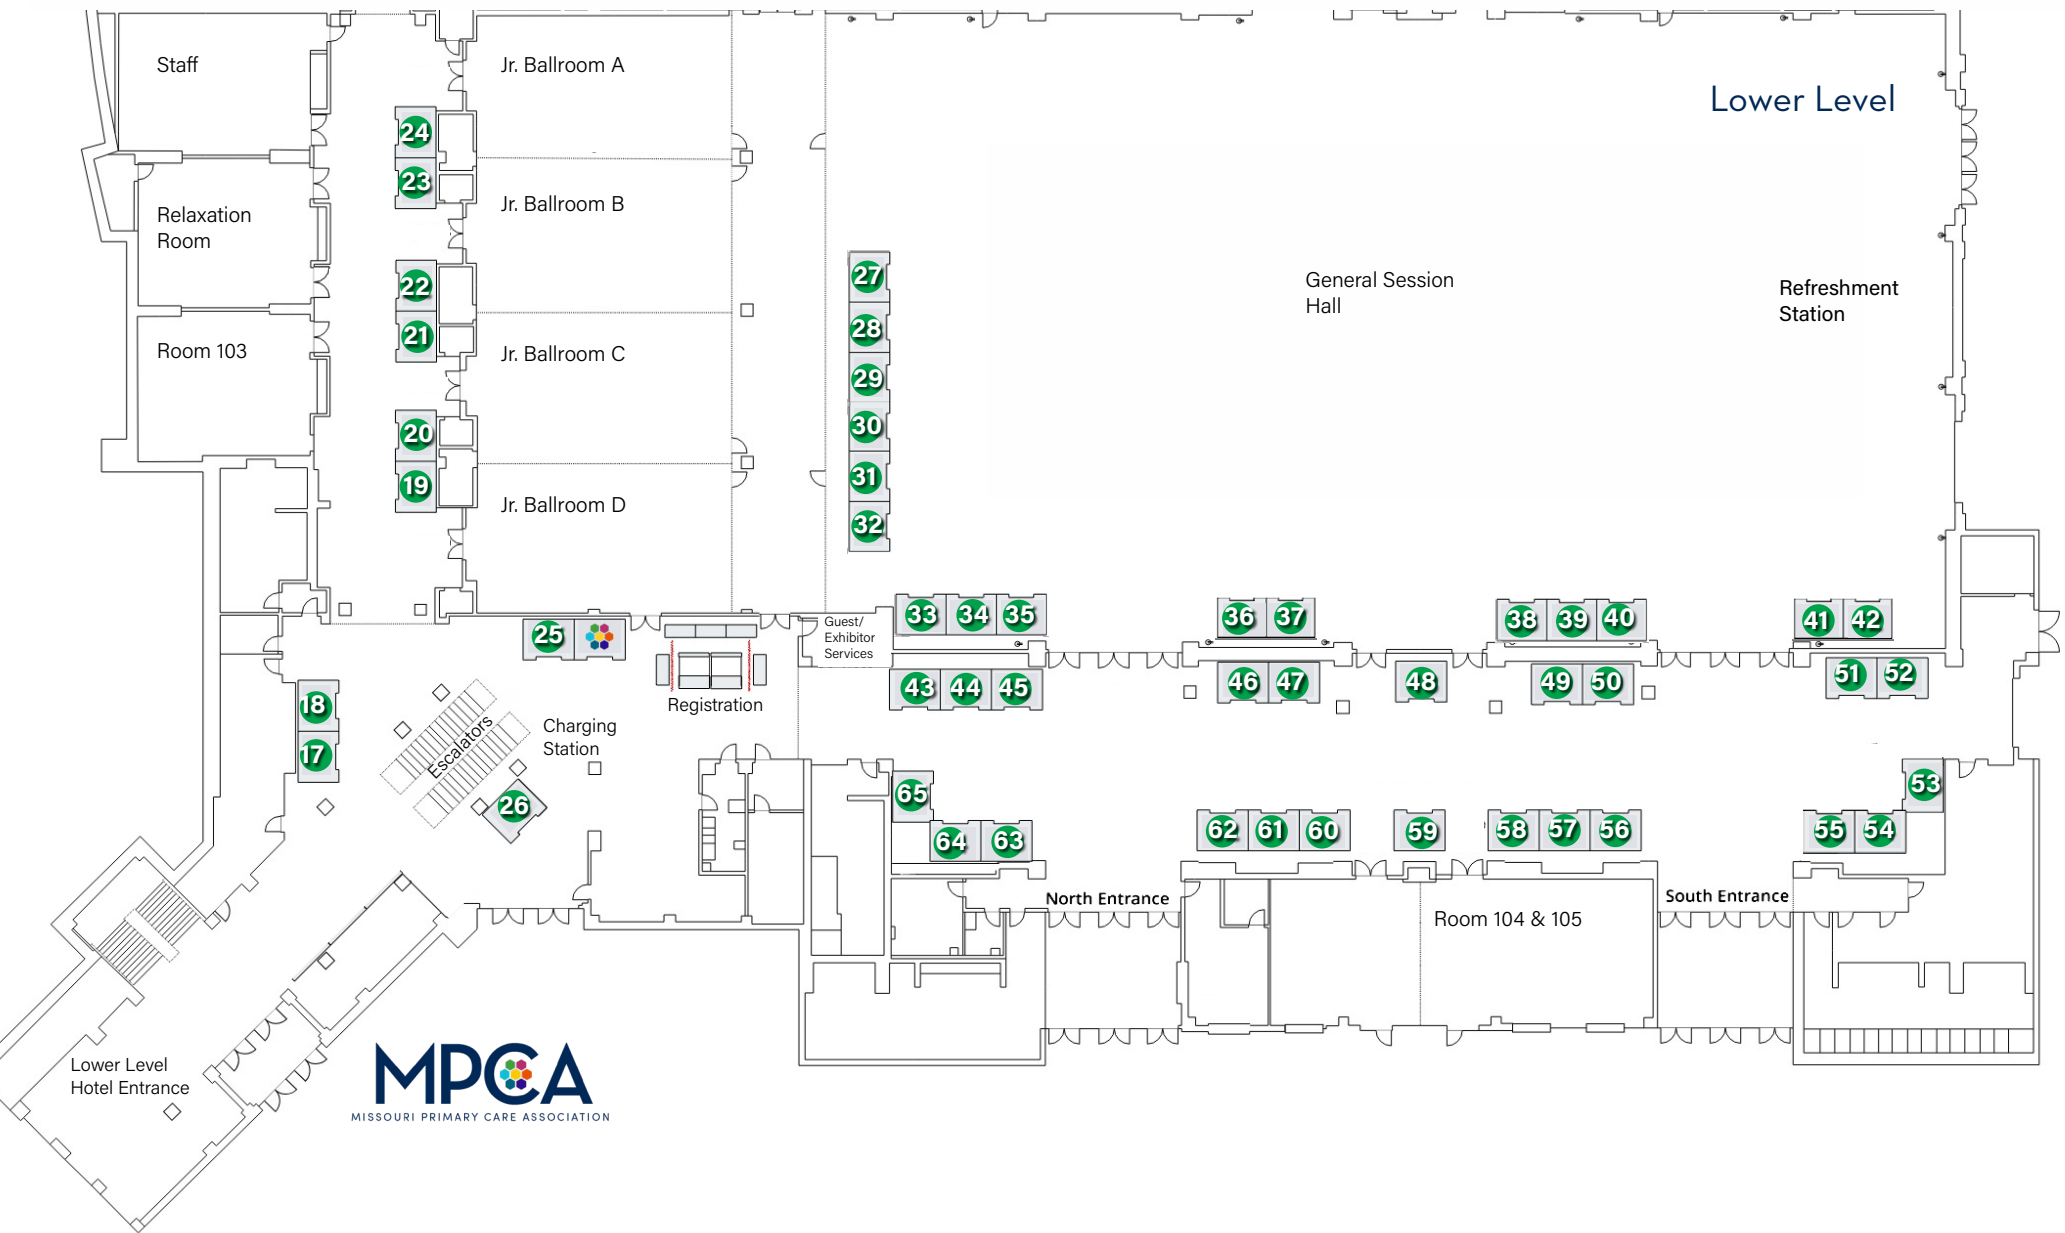 Staff
Jr. Ballroom A
Lower Level
24
23
Relaxation
Room
Jr. Ballroom B
22
21
27
28
29
30
31
32
General Session
Hall
Refreshment
Station
Room 103
Jr. Ballroom C
20
19
Jr. Ballroom D
33
34
35
36
37
38
39
40
41
42
25
Guest/
Exhibitor
Services
43
44
45
46
47
48
49
50
51
52
18
17
Registration
Escalators
Charging
Station
26
65
64
63
62
61
60
59
58
57
56
55
54
53
North Entrance
South Entrance
Room 104 & 105
Lower Level
Hotel Entrance
MPCA
MISSOURI PRIMARY CARE ASSOCIATION